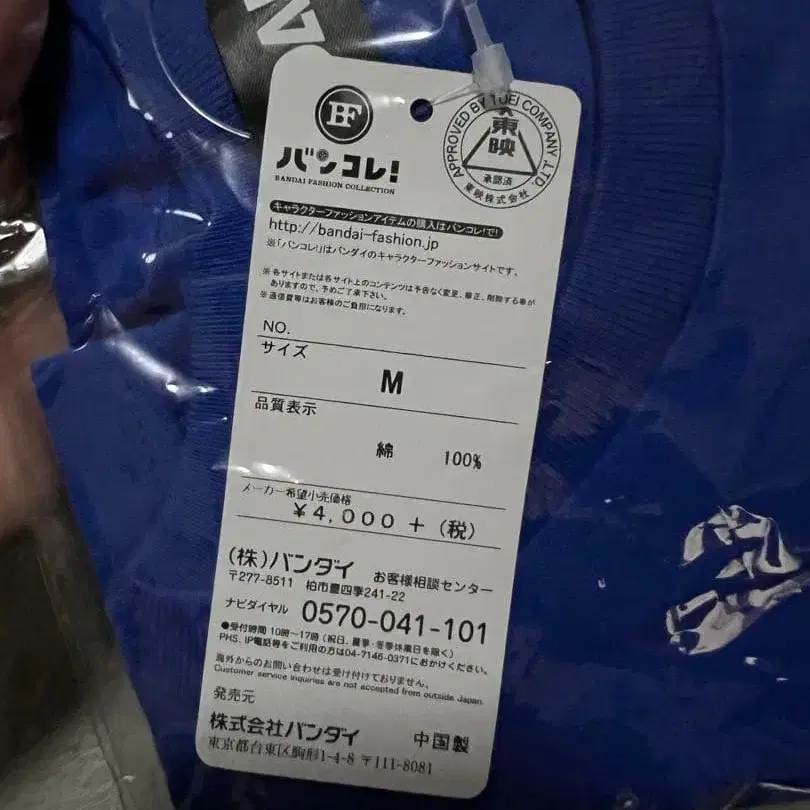 BF
バンコレ!
BANDAI FASHION COLLECTION
APPROVED BY TOEI COMPANY, LTD.
東映
承認済
東映株式会社
キャラクターファッションアイテムの購入はバンコレ!で!
http://bandai-fashion.jp
※「バンコレ!」はバンダイのキャラクターファッションサイトです。
※各サイトまたは各サイト上のコンテンツは予告なく変更、修正、削除する事が
ありますので、予めご了承下さい。
※通信費等はお客様のご負担になります。
NO.
サイズ
M
品質表示
綿 100%
メーカー希望小売価格
¥4,000+(税)
(株)バンダイ お客様相談センター
〒277-8511 柏市豊四季241-22
ナビダイヤル 0570-041-101
●受付時間 10時〜17時(祝日、夏季・冬季休業日を除く)
PHS、IP電話等をご利用の方は04-7146-0371におかけください。
海外からのお問い合わせは受け付けておりません。
Customer service inquiries are not accepted from outside Japan.
発売元
株式会社バンダイ 中国製
東京都台東区駒形1-4-8 〒111-8081